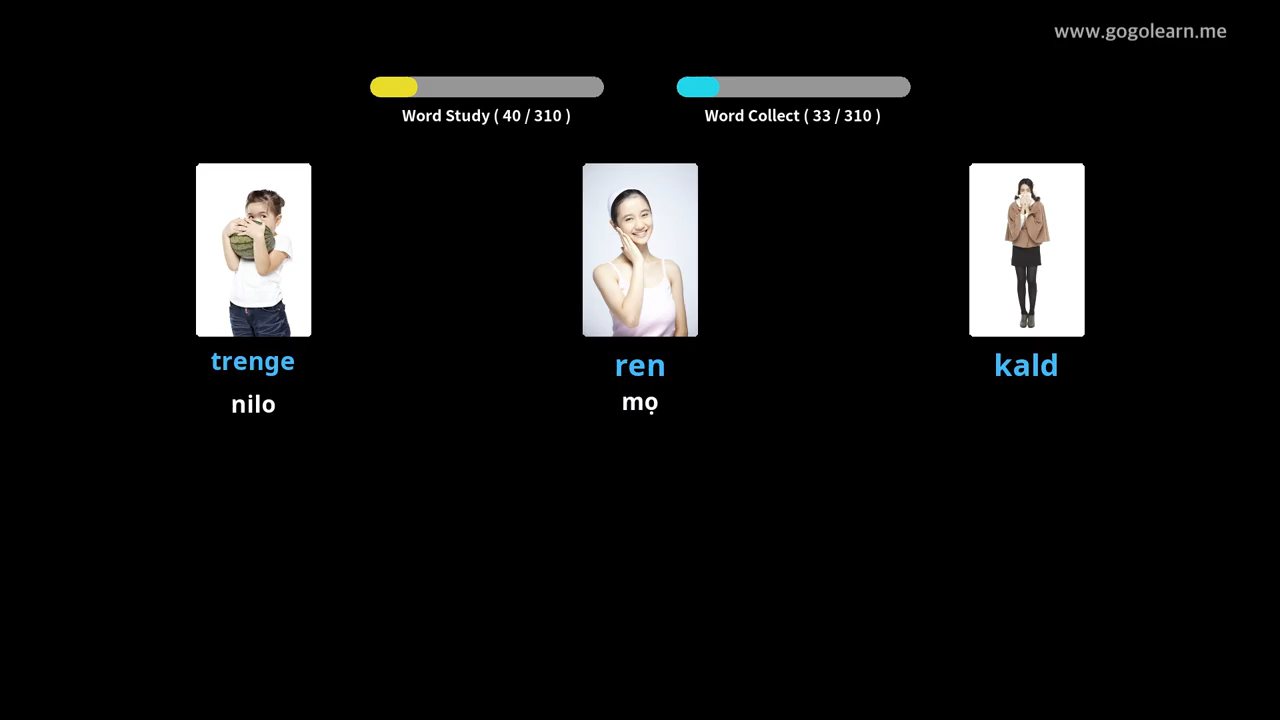 www.gogolearn.me
Word Study ( 40 / 310 )
Word Collect ( 33 / 310 )
trenge
ren
kald
nilo
mọ